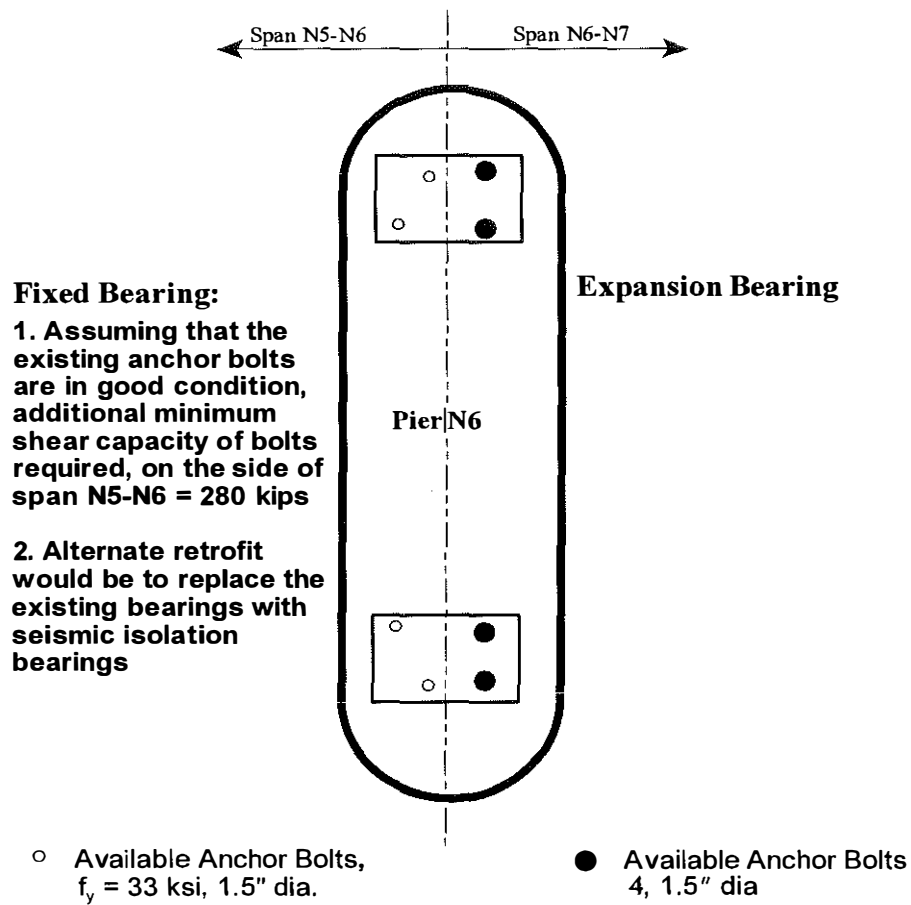 Span N5-N6
Span N6-N7
Fixed Bearing:
1. Assuming that the
existing anchor bolts
are in good condition,
additional minimum
shear capacity of bolts
required, on the side of
span N5-N6 = 280 kips
2. Alternate retrofit
would be to replace the
existing bearings with
seismic isolation
bearings
Pier N6
Expansion Bearing
Available Anchor Bolts,
fy = 33 ksi, 1.5" dia.
Available Anchor Bolts
4, 1.5" dia